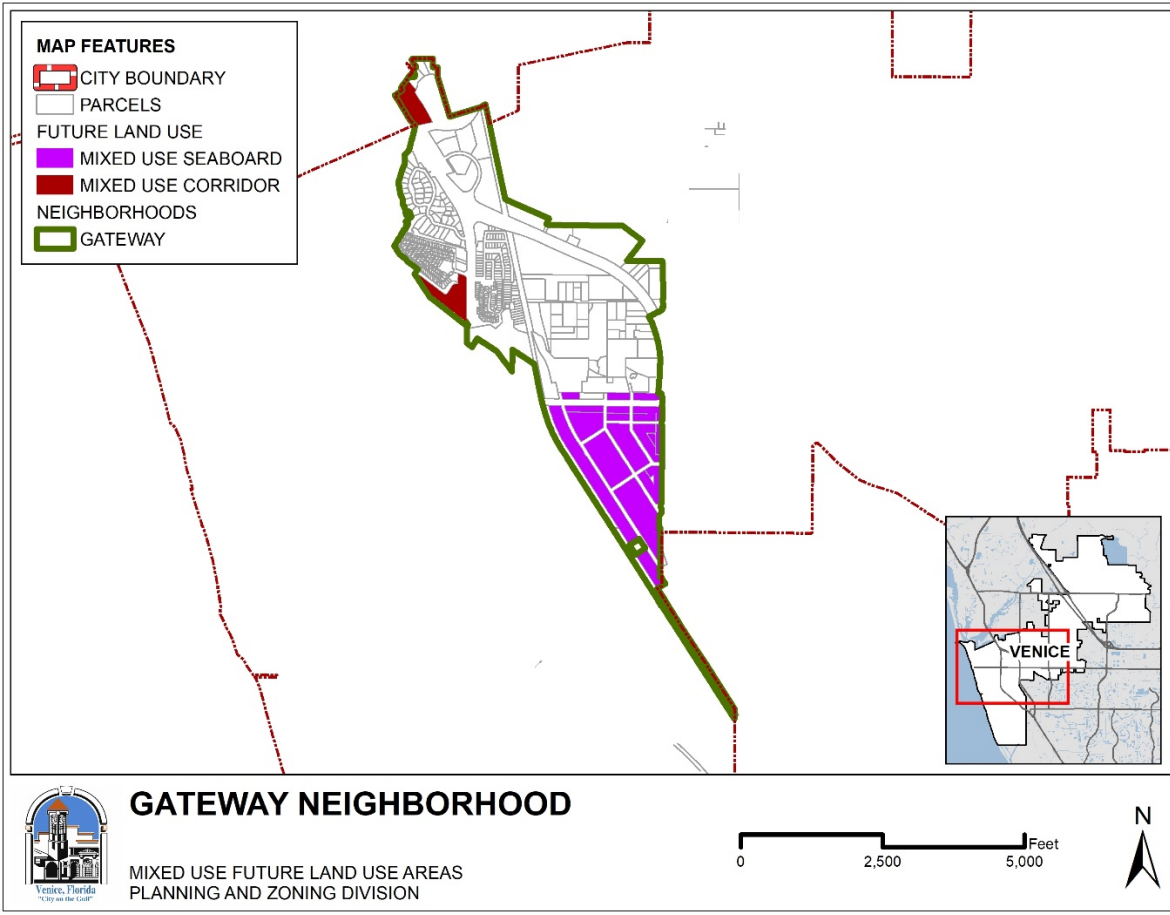 MAP FEATURES
CITY BOUNDARY
PARCELS
FUTURE LAND USE
MIXED USE SEABOARD
MIXED USE CORRIDOR
NEIGHBORHOODS
GATEWAY
VENICE
Venice, Florida
"City on the Gulf"
GATEWAY NEIGHBORHOOD
MIXED USE FUTURE LAND USE AREAS
PLANNING AND ZONING DIVISION
Feet
0 2,500 5,000
N